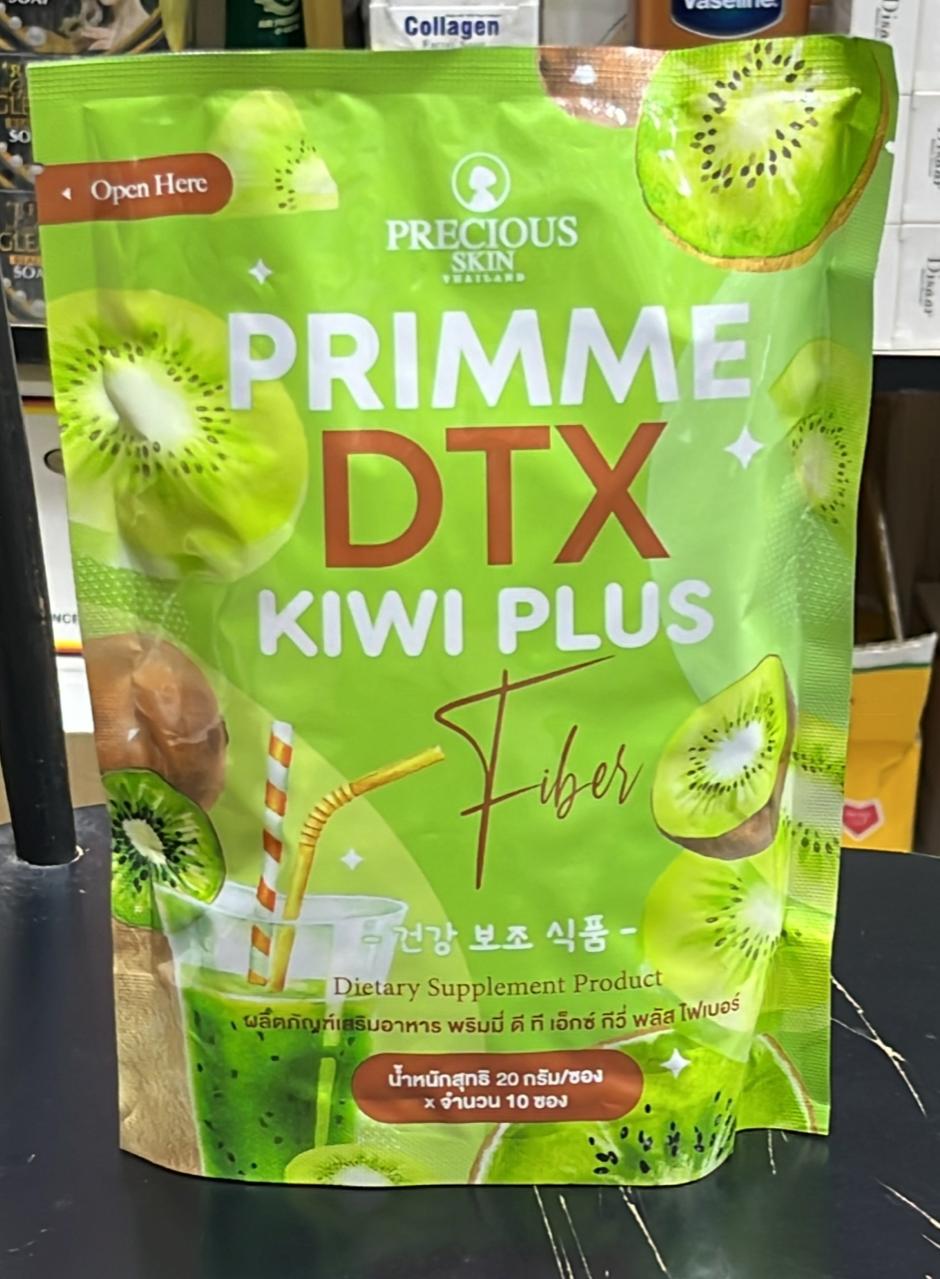 Collagen
Vaseline.
Open Here
PRECIOUS
SKIN
THAILAND
PRIMME
DTX
KIWI PLUS
Fiber
- 건강 보조 식품 -
Dietary Supplement Product
ผลิตภัณฑ์เสริมอาหาร พริมมี่ ดี ที เอ็กซ์ กีวี่ พลัส ไฟเบอร์
น้ำหนักสุทธิ 20 กรัม/ซอง
x จำนวน 10 ซอง
Disaar